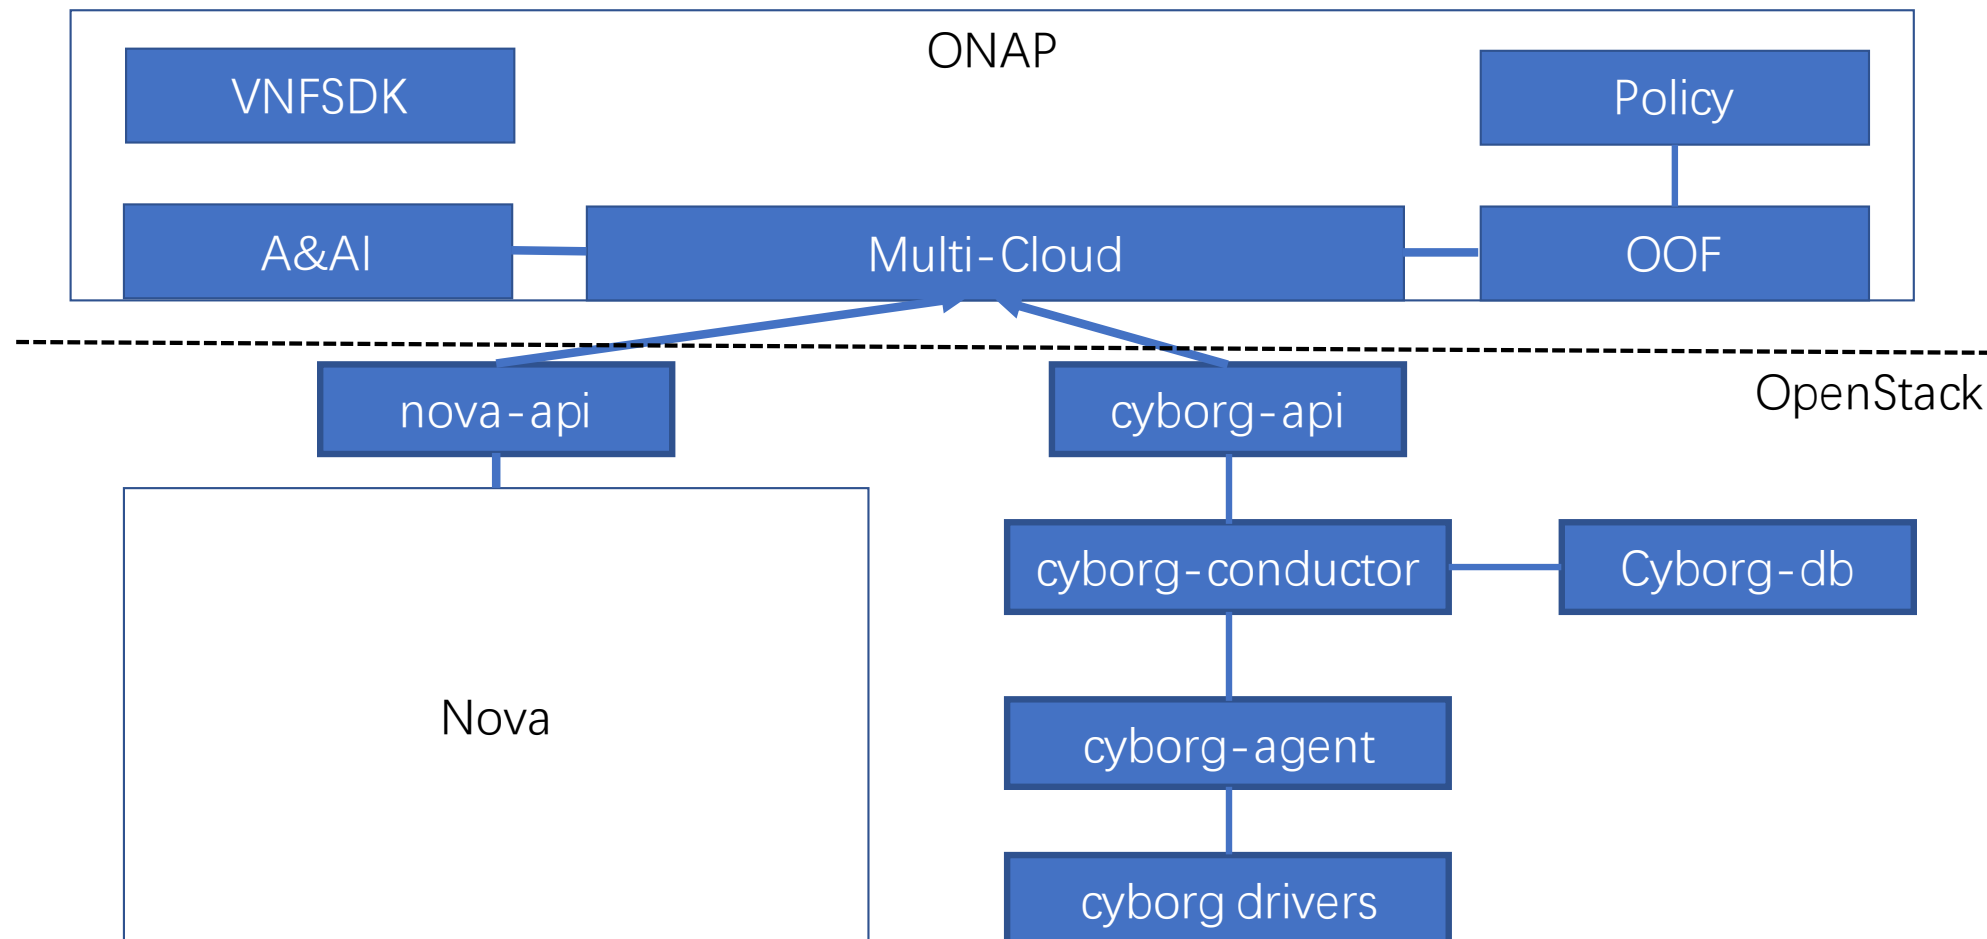 ONAP
VNFSDK
Policy
A&AI
Multi-Cloud
OOF
OpenStack
nova-api
cyborg-api
cyborg-conductor
Cyborg-db
Nova
cyborg-agent
cyborg drivers